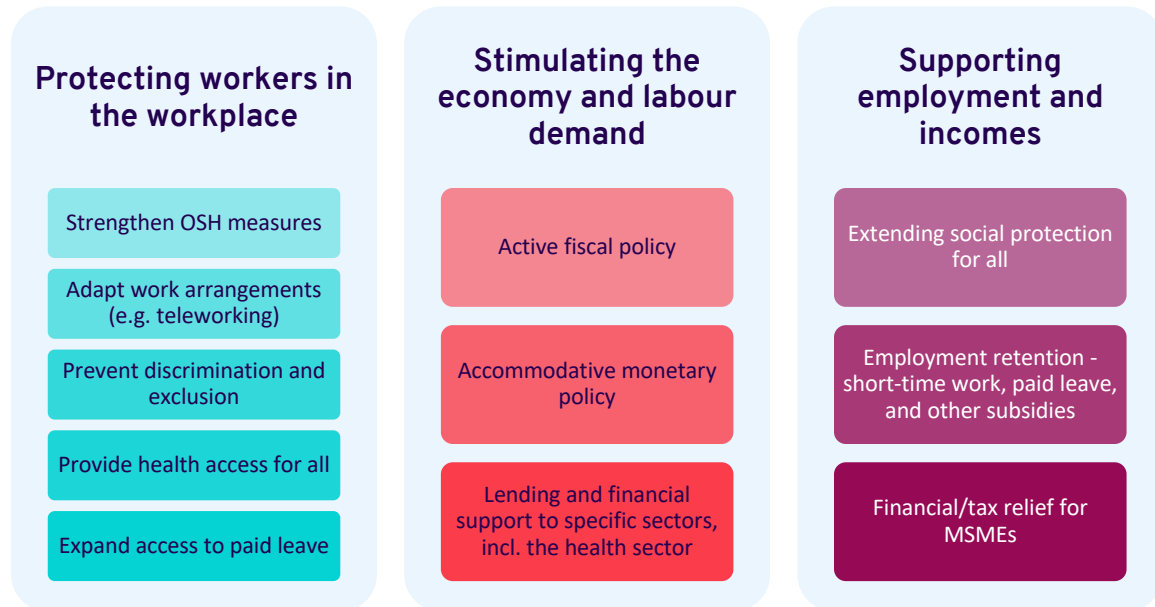 Protecting workers in
the workplace
Strengthen OSH measures
Adapt work arrangements
(e.g. teleworking)
Prevent discrimination and
exclusion
Provide health access for all
Expand access to paid leave
Stimulating the
economy and labour
demand
Active fiscal policy
Accommodative monetary
policy
Lending and financial
support to specific sectors,
incl. the health sector
Supporting
employment and
incomes
Extending social protection
for all
Employment retention -
short-time work, paid leave,
and other subsidies
Financial/tax relief for
MSMEs